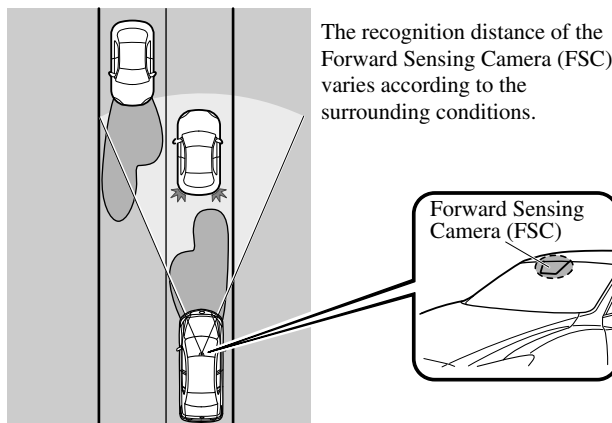 The recognition distance of the
Forward Sensing Camera (FSC)
varies according to the
surrounding conditions.
Forward Sensing
Camera (FSC)